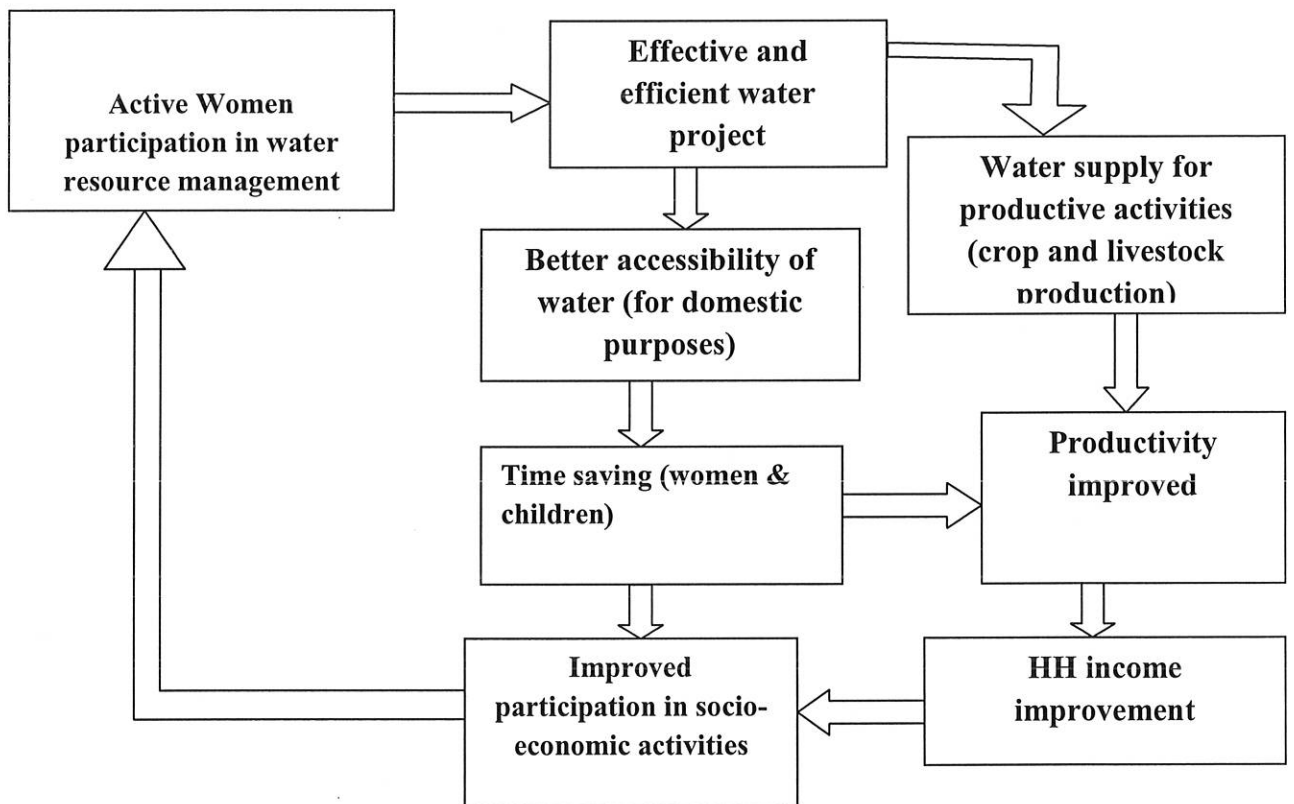 Active Women
participation in water
resource management
Effective and
efficient water
project
Water supply for
productive activities
(crop and livestock
production)
Better accessibility of
water (for domestic
purposes)
Time saving (women &
children)
Productivity
improved
Improved
participation in socio-
economic activities
HH income
improvement